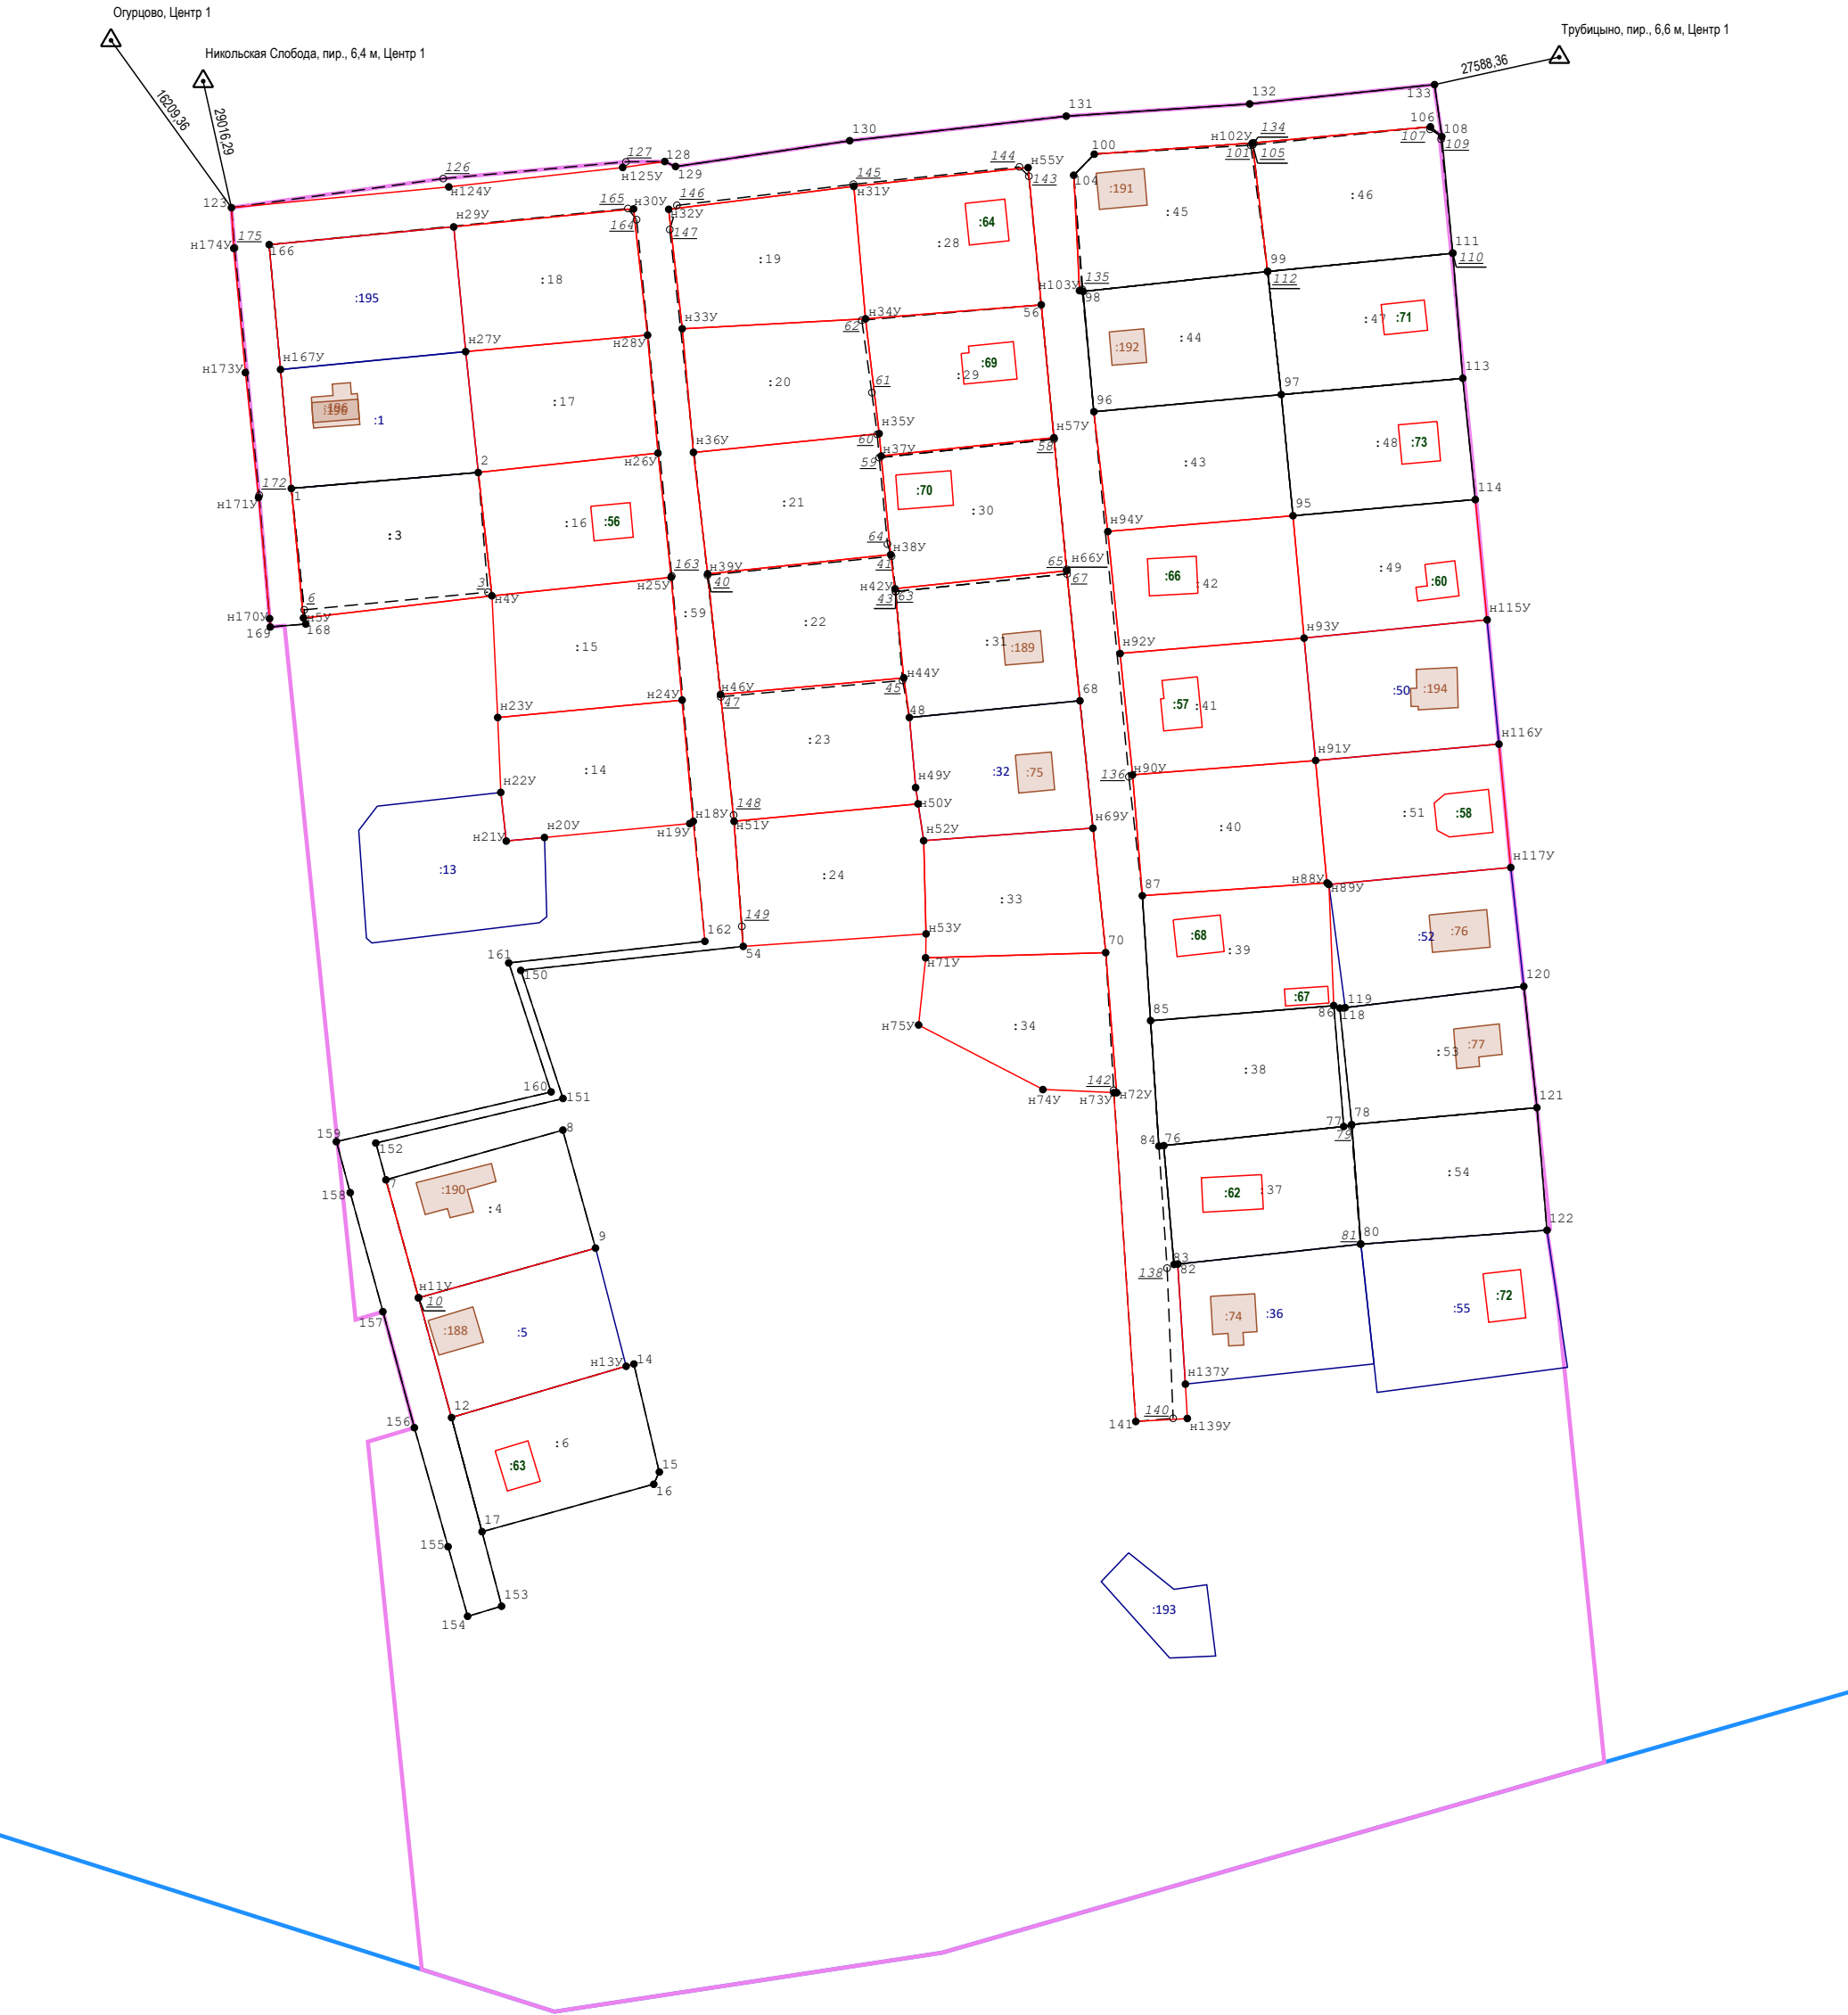 Огурцово, Центр 1
Никольская Слобода, пир., 6,4 м, Центр 1
Трубицыно, пир., 6,6 м, Центр 1
16209,36
29016,29
27588,36
133
132
131
130
106
108
107
109
н102У
134
101
105
100
104
144
н55У
143
127
128
129
126
н125У
н124У
123
145
н31У
146
165
н30У
н32У
164
147
н29У
175
н174У
166
:191
:45
:46
:64
:28
:19
:18
:195
111
110
99
112
135
н103У
98
н34У
62
56
н33У
н28У
н27У
н167У
н173У
:71
:47
:44
:192
:69
:29
:20
:17
:196
:196
:1
113
97
96
61
н35У
60
н37У
59
н57У
58
н36У
н26У
2
172
1
н171У
:73
:48
:43
:70
:30
:21
:16
:56
:3
114
95
н94У
64
н38У
41
65
н66У
67
н39У
40
163
н25У
3
н4У
6
н5У
168
н170У
169
н42У
43
63
:59
:49
:60
:66
:42
:22
:31
:189
:15
н115У
н93У
н92У
н44У
45
48
68
н46У
47
н24У
н23У
:50
:194
:57
:41
:23
:14
:32
:75
н116У
н91У
136
н90У
н49У
н50У
н52У
н69У
148
н51У
н18У
н19У
н22У
н21У
н20У
:13
:51
:58
:40
:24
:33
н117У
н88У
н89У
87
149
н53У
54
162
161
150
н71У
70
:68
:39
:67
:52
:76
120
119
118
86
85
н75У
:34
:38
:53
:77
142
н72У
н73У
н74У
160
151
121
78
77
79
84
76
8
159
152
7
158
:190
:4
:62
:37
:54
9
122
80
81
83
82
138
н11У
10
157
:188
:5
:74
:36
:55
:72
н13У
14
н137У
12
156
140
141
н139У
:6
:63
15
16
17
155
153
154
:193